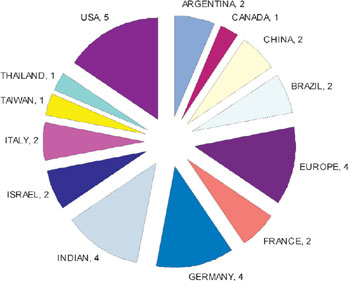 ARGENTINA, 2
CANADA, 1
CHINA, 2
BRAZIL, 2
EUROPE, 4
FRANCE, 2
GERMANY, 4
INDIAN, 4
ISRAEL, 2
ITALY, 2
TAIWAN, 1
THAILAND, 1
USA, 5